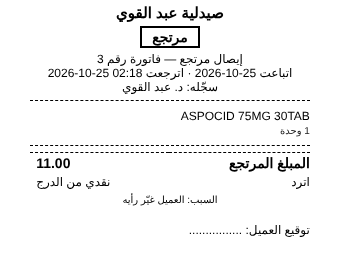 صيدلية عبد القوي
مرتجع
إيصال مرتجع — فاتورة رقم 3
اتباعت 25-10-2026 · اترجعت 02:18 25-10-2026
سجّله: د. عبد القوي
ASPOCID 75MG 30TAB
1 وحدة
المبلغ المرتجع 11.00
اترد نقدي من الدرج
السبب: العميل غيّر رأيه
توقيع العميل: ................